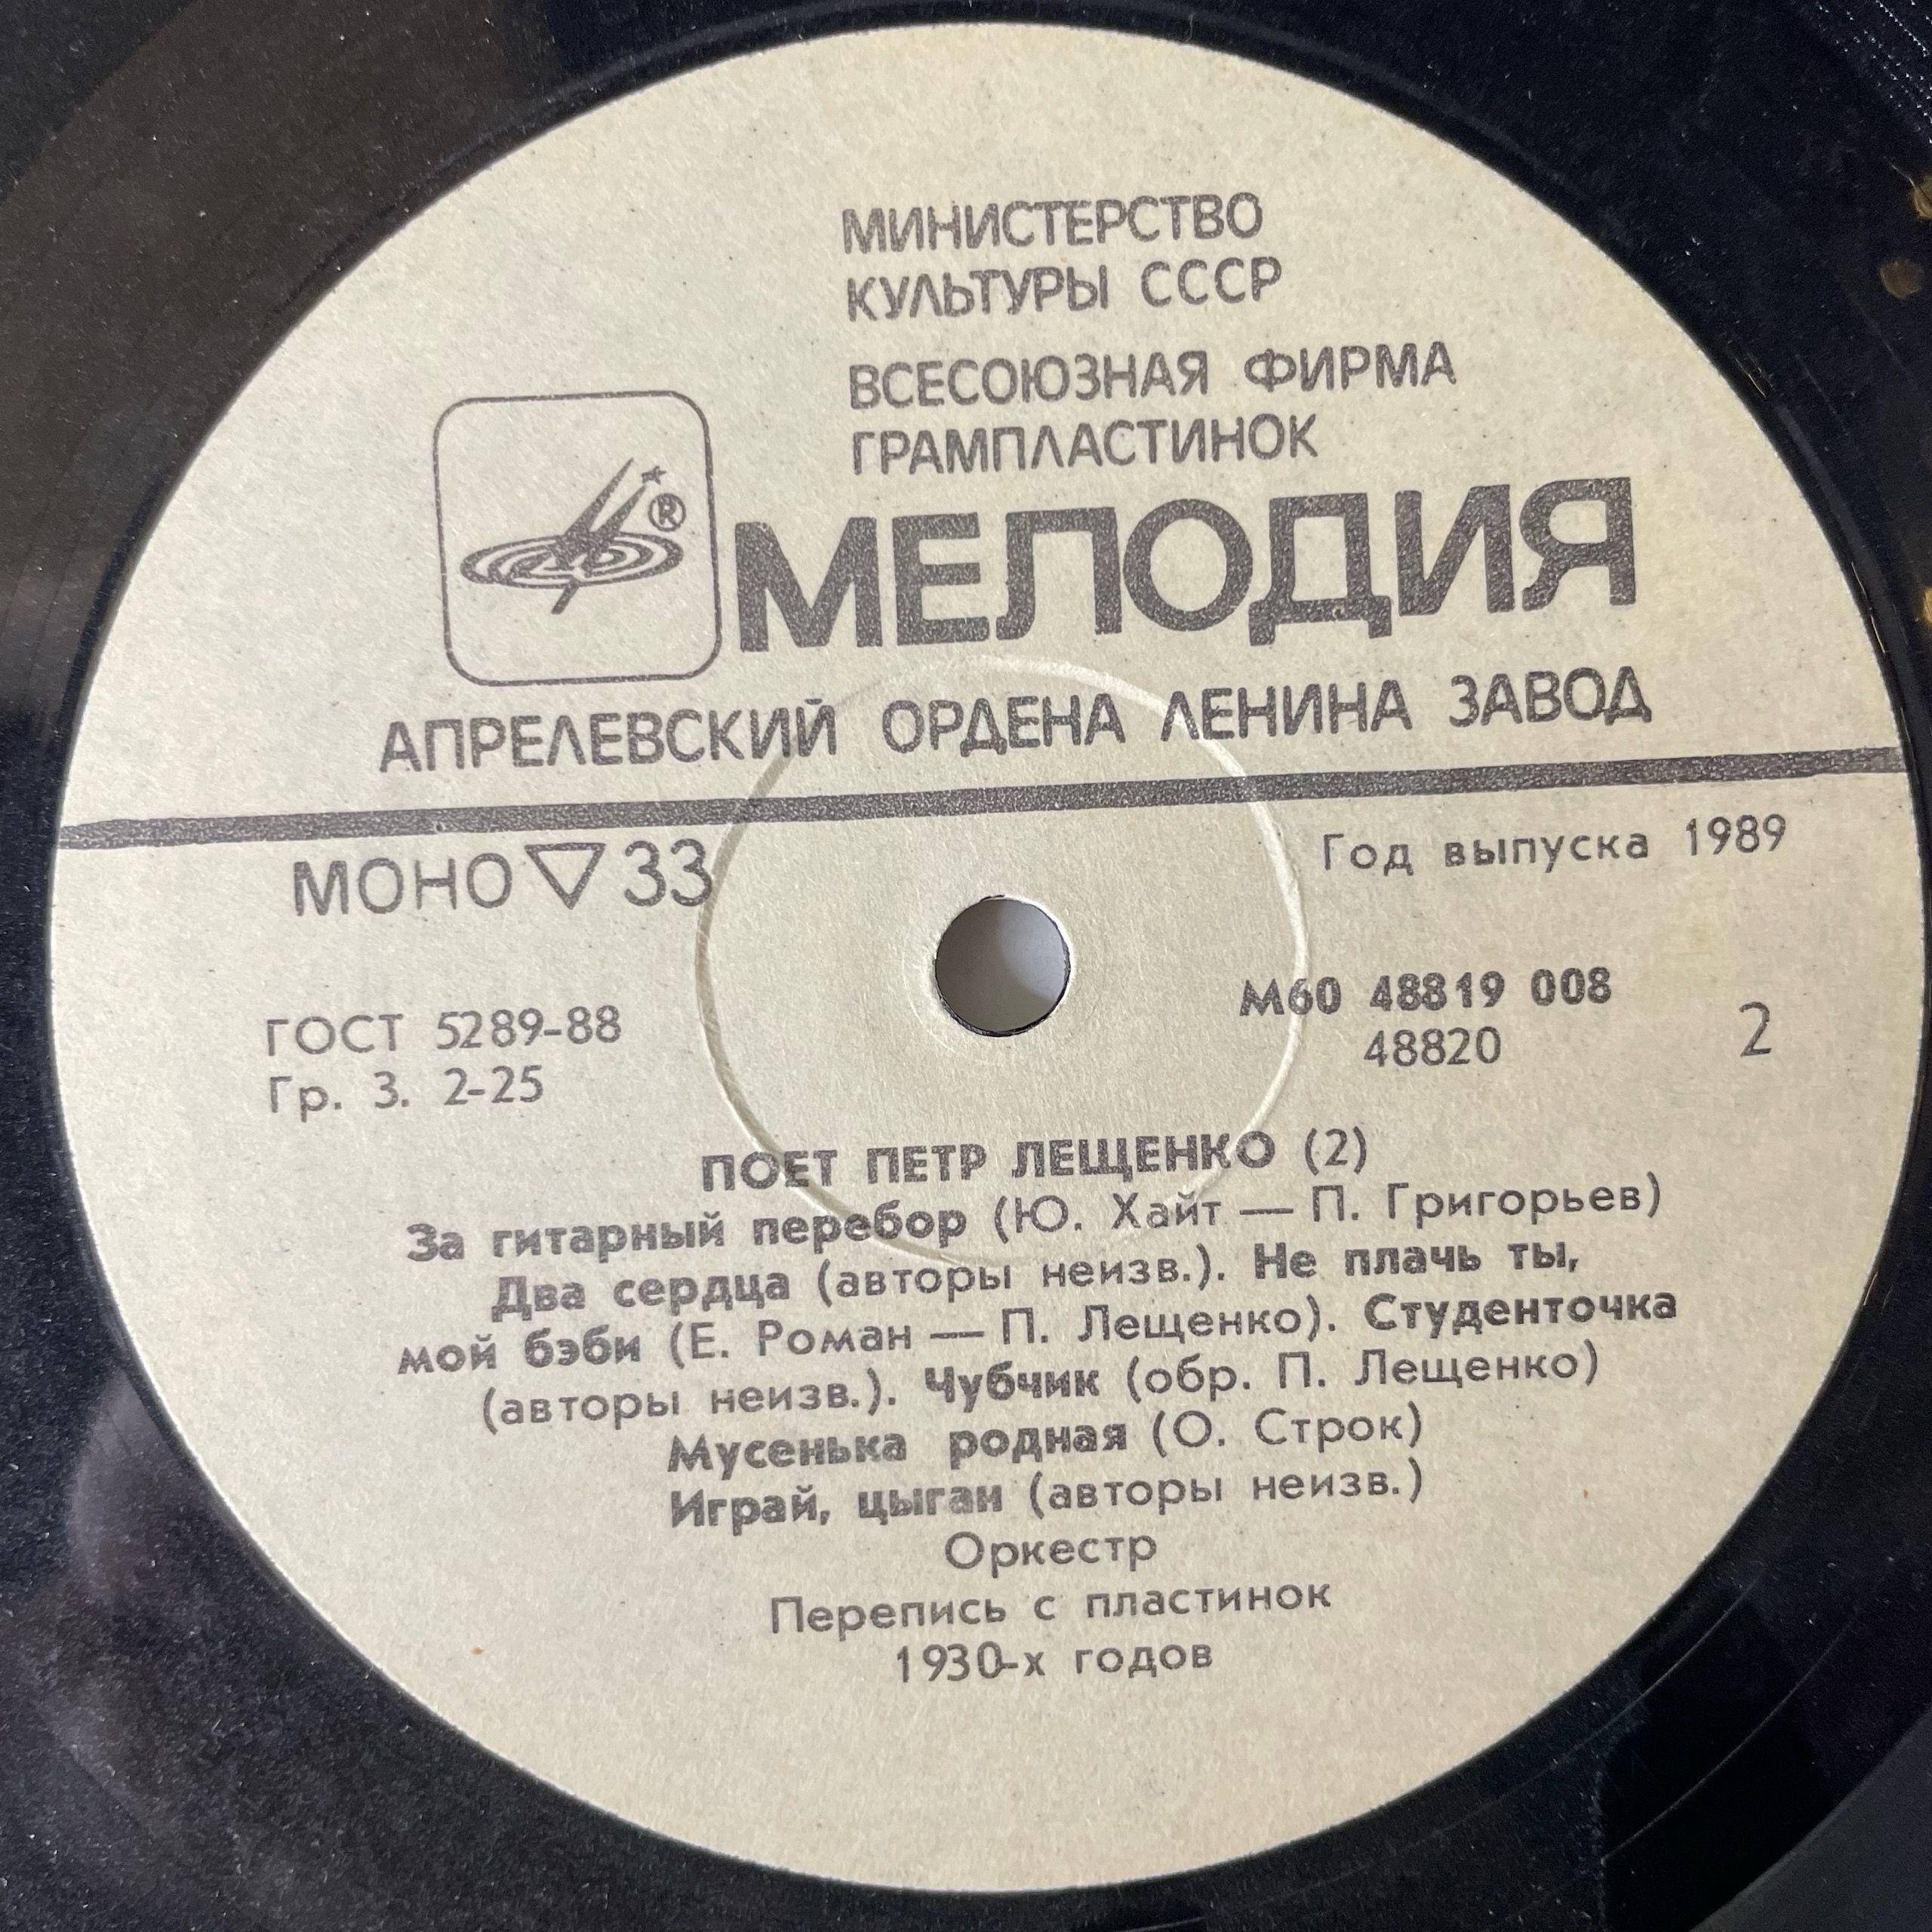 МИНИСТЕРСТВО
КУЛЬТУРЫ СССР
ВСЕСОЮЗНАЯ ФИРМА
ГРАМПЛАСТИНОК
®
МЕЛОДИЯ
АПРЕЛЕВСКИЙ ОРДЕНА ЛЕНИНА ЗАВОД
МОНО ▽ 33
Год выпуска 1989
ГОСТ 5289-88
Гр. 3. 2-25
М60 48819 008
48820
2
ПОЕТ ПЕТР ЛЕЩЕНКО (2)
За гитарный перебор (Ю. Хайт — П. Григорьев)
Два сердца (авторы неизв.). Не плачь ты,
мой бэби (Е. Роман — П. Лещенко). Студенточка
(авторы неизв.). Чубчик (обр. П. Лещенко)
Мусенька родная (О. Строк)
Играй, цыган (авторы неизв.)
Оркестр
Перепись с пластинок
1930-х годов